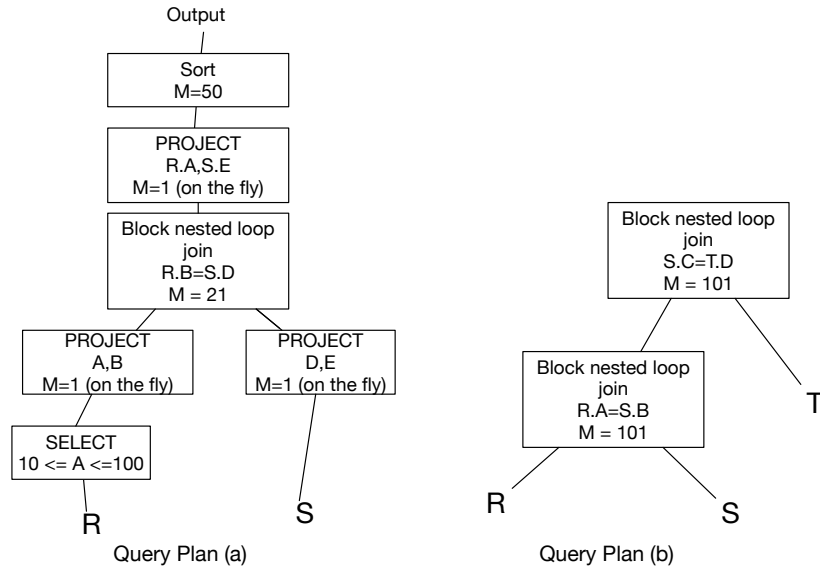 Output
Sort
M=50
PROJECT
R.A,S.E
M=1 (on the fly)
Block nested loop
join
R.B=S.D
M = 21
PROJECT
A,B
M=1 (on the fly)
PROJECT
D,E
M=1 (on the fly)
SELECT
10 <= A <=100
R
S
Query Plan (a)
Block nested loop
join
S.C=T.D
M = 101
Block nested loop
join
R.A=S.B
M = 101
T
R
S
Query Plan (b)